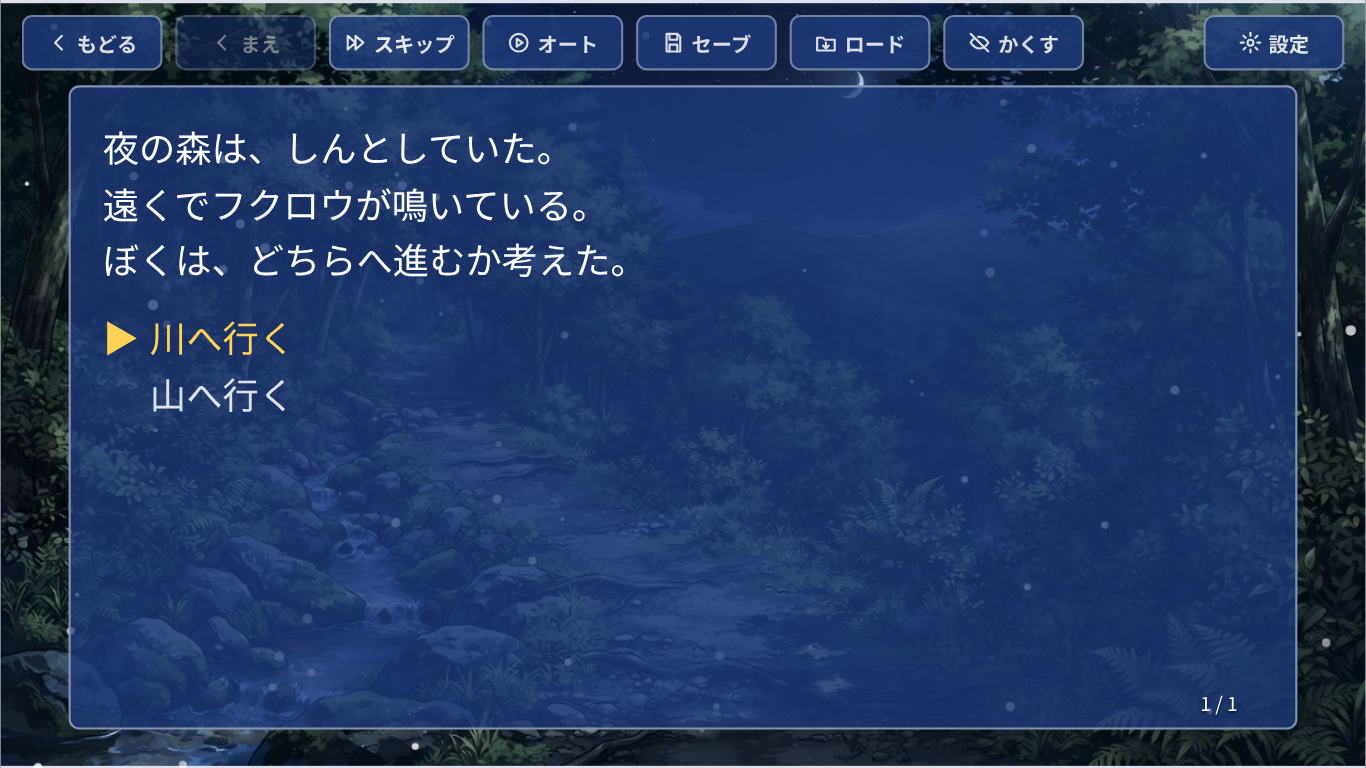 もどる
まえ
スキップ
オート
セーブ
ロード
かくす
設定
夜の森は、しんとしていた。
遠くでフクロウが鳴いている。
ぼくは、どちらへ進むか考えた。
▶ 川へ行く
山へ行く
1 / 1